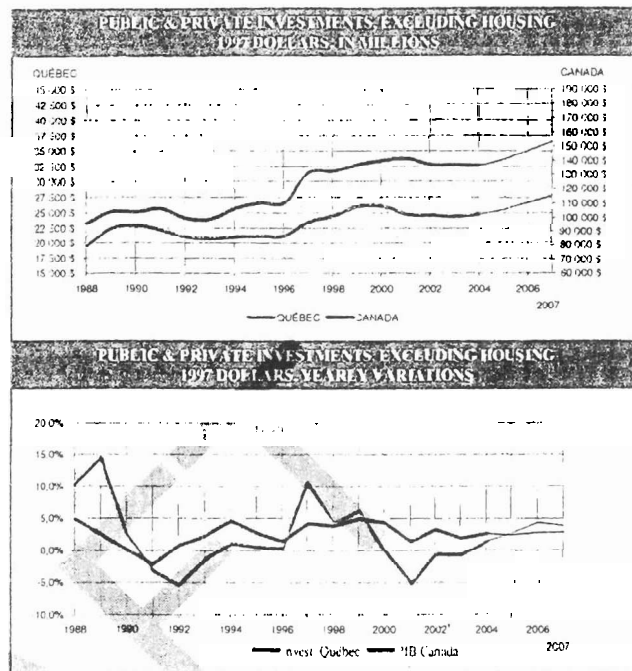 PUBLIC & PRIVATE INVESTMENTS, EXCLUDING HOUSING
1997 DOLLARS, IN MILLIONS
QUÉBEC
CANADA
190 000 $
180 000 $
170 000 $
160 000 $
150 000 $
140 000 $
130 000 $
120 000 $
110 000 $
100 000 $
90 000 $
80 000 $
70 000 $
60 000 $
35 000 $
27 500 $
25 000 $
22 500 $
20 000 $
17 500 $
15 000 $
1988 1990 1992 1994 1996 1998 2000 2002 2004 2006
2007
QUÉBEC CANADA
PUBLIC & PRIVATE INVESTMENTS, EXCLUDING HOUSING
1997 DOLLARS, YEARLY VARIATIONS
20,0%
15,0%
10,0%
5,0%
0,0%
-5,0%
10,0%
1988 1990 1992 1994 1996 1998 2000 2002 2004 2006
2007
nvest Québec PIB Canada